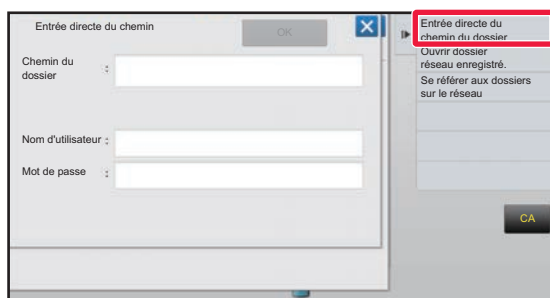 Entrée directe du chemin
OK
Chemin du
dossier :
Nom d'utilisateur :
Mot de passe :
Entrée directe du
chemin du dossier
Ouvrir dossier
réseau enregistré.
Se référer aux dossiers
sur le réseau
CA